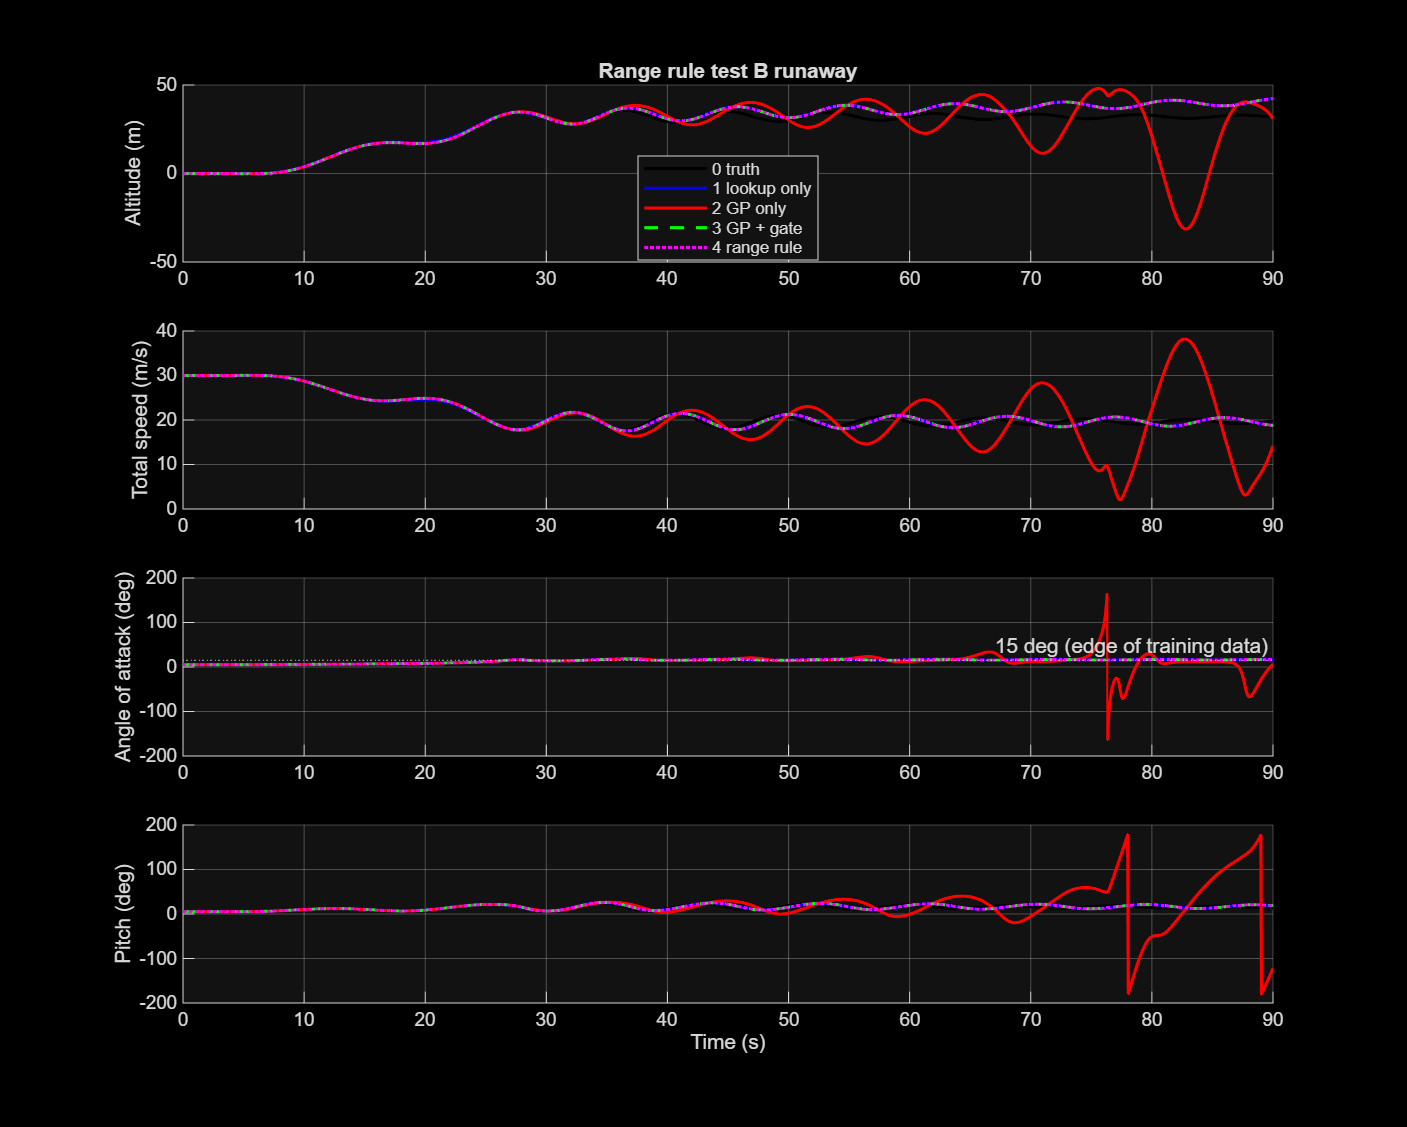 Range rule test B runaway
Altitude (m)
50
0
-50
0 truth
1 lookup only
2 GP only
3 GP + gate
4 range rule
0 10 20 30 40 50 60 70 80 90
Total speed (m/s)
40
30
20
10
0
0 10 20 30 40 50 60 70 80 90
Angle of attack (deg)
200
100
0
-100
-200
15 deg (edge of training data)
0 10 20 30 40 50 60 70 80 90
Pitch (deg)
200
100
0
-100
-200
0 10 20 30 40 50 60 70 80 90
Time (s)